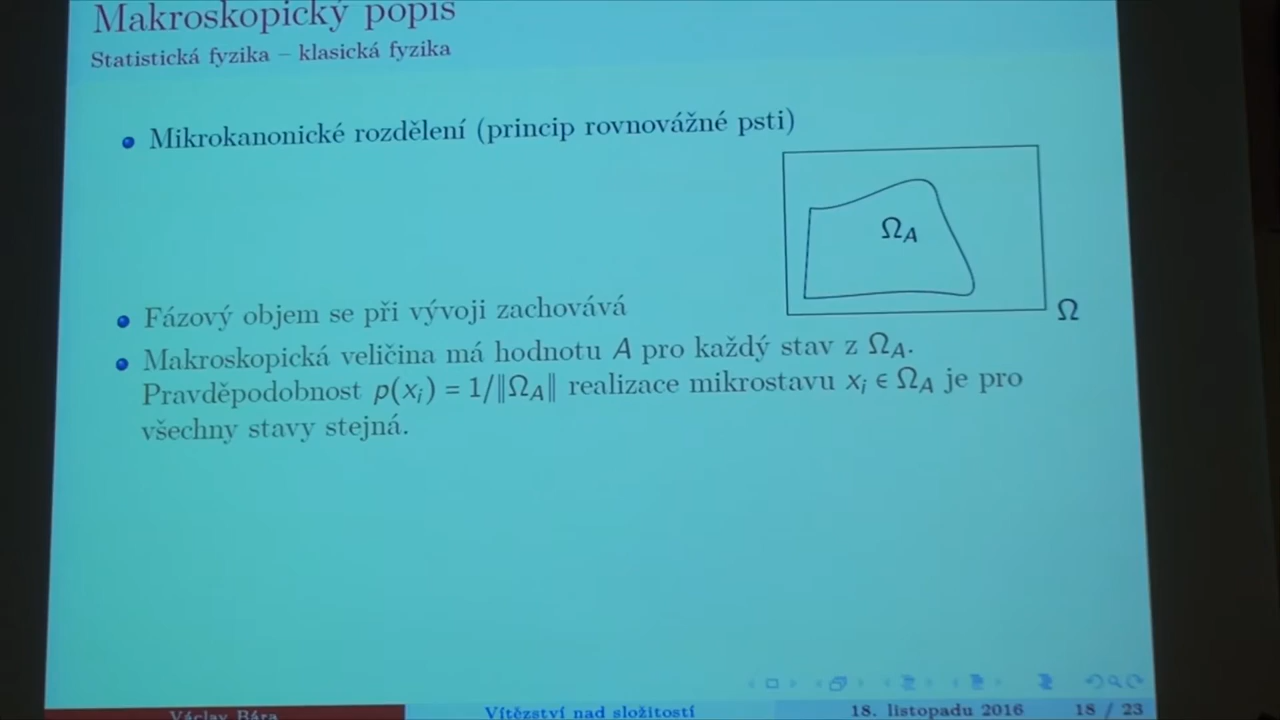 Makroskopický popis
Statistická fyzika – klasická fyzika
Mikrokanonické rozdělení (princip rovnovážné psti)
Ω_A
Ω
Fázový objem se při vývoji zachovává
Makroskopická veličina má hodnotu A pro každý stav z Ω_A.
Pravděpodobnost p(x_i) = 1/‖Ω_A‖ realizace mikrostavu x_i ∈ Ω_A je pro
všechny stavy stejná.
Václav Bára
Vítězství nad složitostí
18. listopadu 2016
18 / 23